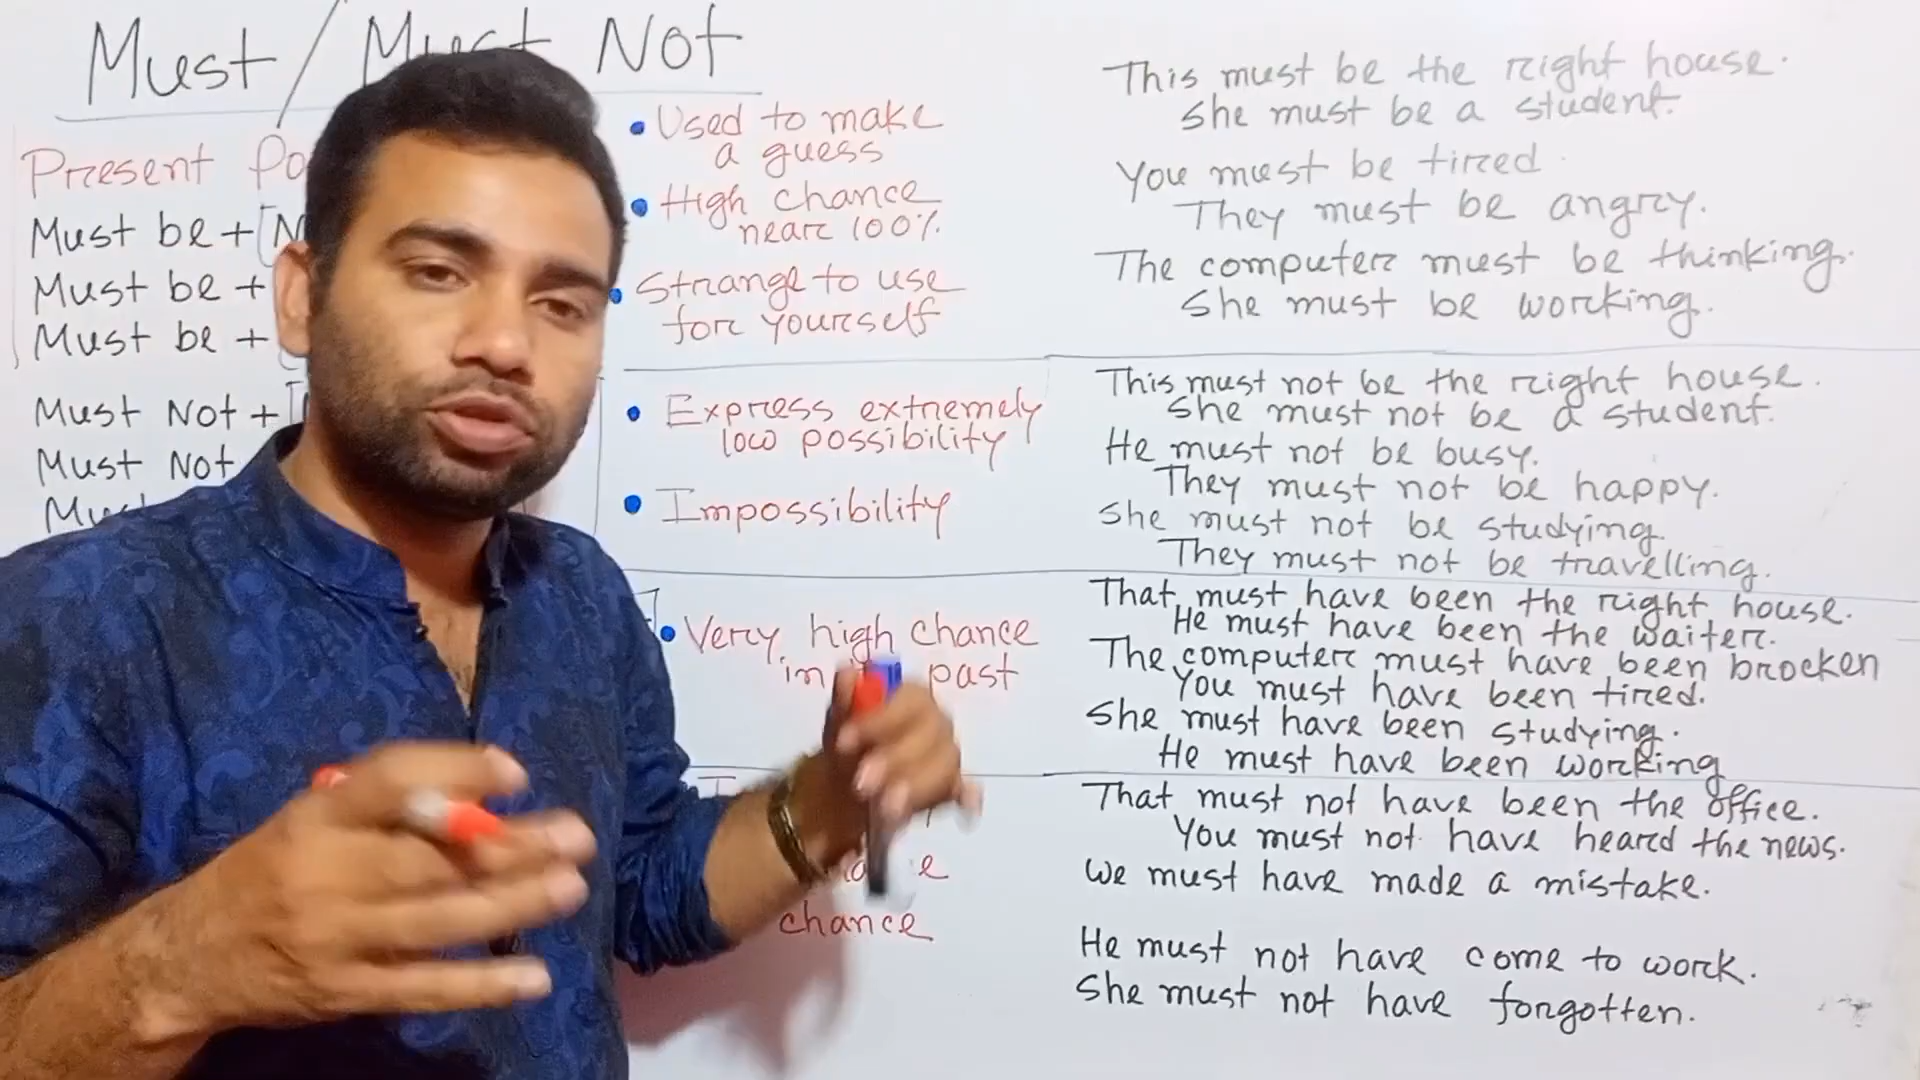 Must / Must Not
Present Po
Must be + [N
Must be +
Must be +
Must Not + [
Must Not
• Used to make
a guess
• High chance
near 100%.
• Strange to use
for yourself
• Express extremely
low possibility
• Impossibility
• Very high chance
in past
chance
This must be the right house.
She must be a student.
You must be tired.
They must be angry.
The computer must be thinking.
She must be working.
This must not be the right house.
She must not be a student.
He must not be busy.
They must not be happy.
She must not be studying.
They must not be travelling.
That must have been the right house.
He must have been the waiter.
The computer must have been brocken
You must have been tired.
She must have been studying.
He must have been working
That must not have been the office.
You must not have heard the news.
We must have made a mistake.
He must not have come to work.
She must not have forgotten.